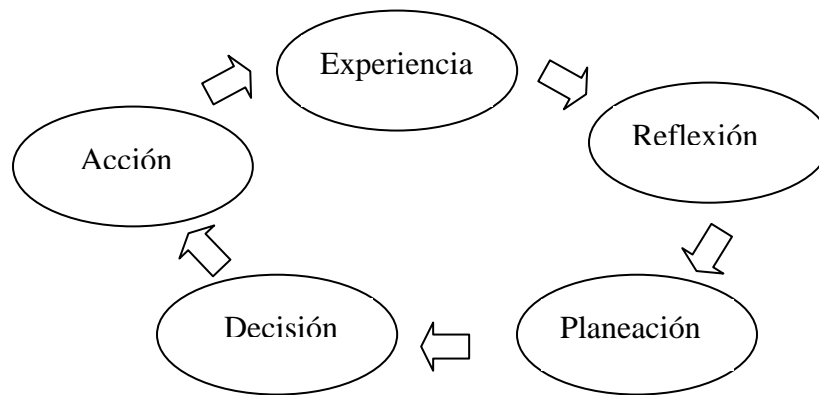 Experiencia
Reflexión
Planeación
Decisión
Acción